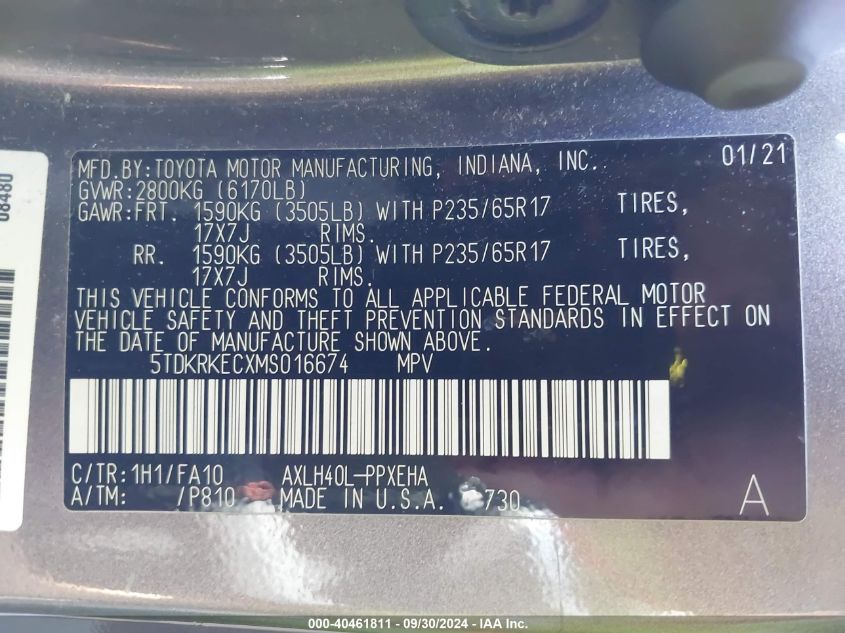 08480
MFD.BY:TOYOTA MOTOR MANUFACTURING, INDIANA, INC. 01/21
GVWR:2800KG (6170LB)
GAWR:FRT. 1590KG (3505LB) WITH P235/65R17 TIRES,
17X7J RIMS.
RR. 1590KG (3505LB) WITH P235/65R17 TIRES,
17X7J RIMS.
THIS VEHICLE CONFORMS TO ALL APPLICABLE FEDERAL MOTOR
VEHICLE SAFETY AND THEFT PREVENTION STANDARDS IN EFFECT ON
THE DATE OF MANUFACTURE SHOWN ABOVE.
5TDKRKECXMS016674 MPV
C/TR:1H1/FA10 AXLH40L-PPXEHA
A/TM: /P810 MADE IN U.S.A. 730 A
000-40461811 - 09/30/2024 - IAA Inc.